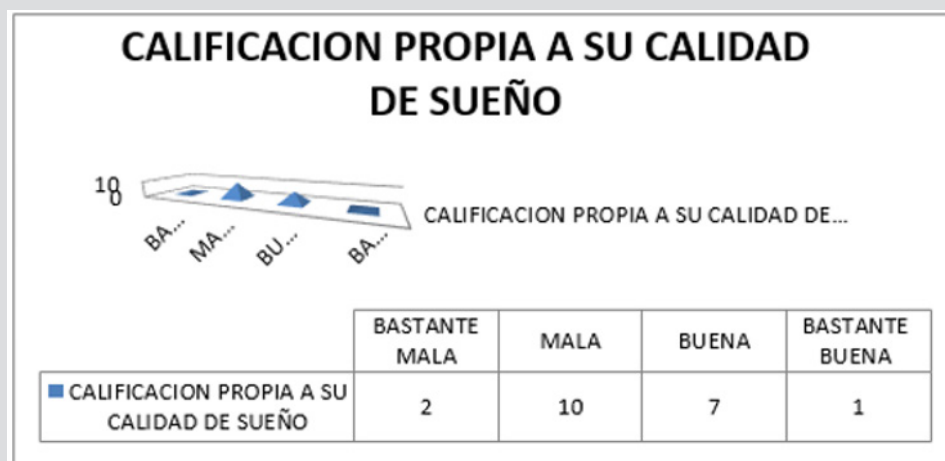 CALIFICACION PROPIA A SU CALIDAD
DE SUEÑO
10
0
BA...
MA...
BU...
BA...
CALIFICACION PROPIA A SU CALIDAD DE...
BASTANTE MALA
MALA
BUENA
BASTANTE BUENA
CALIFICACION PROPIA A SU
CALIDAD DE SUEÑO
2
10
7
1